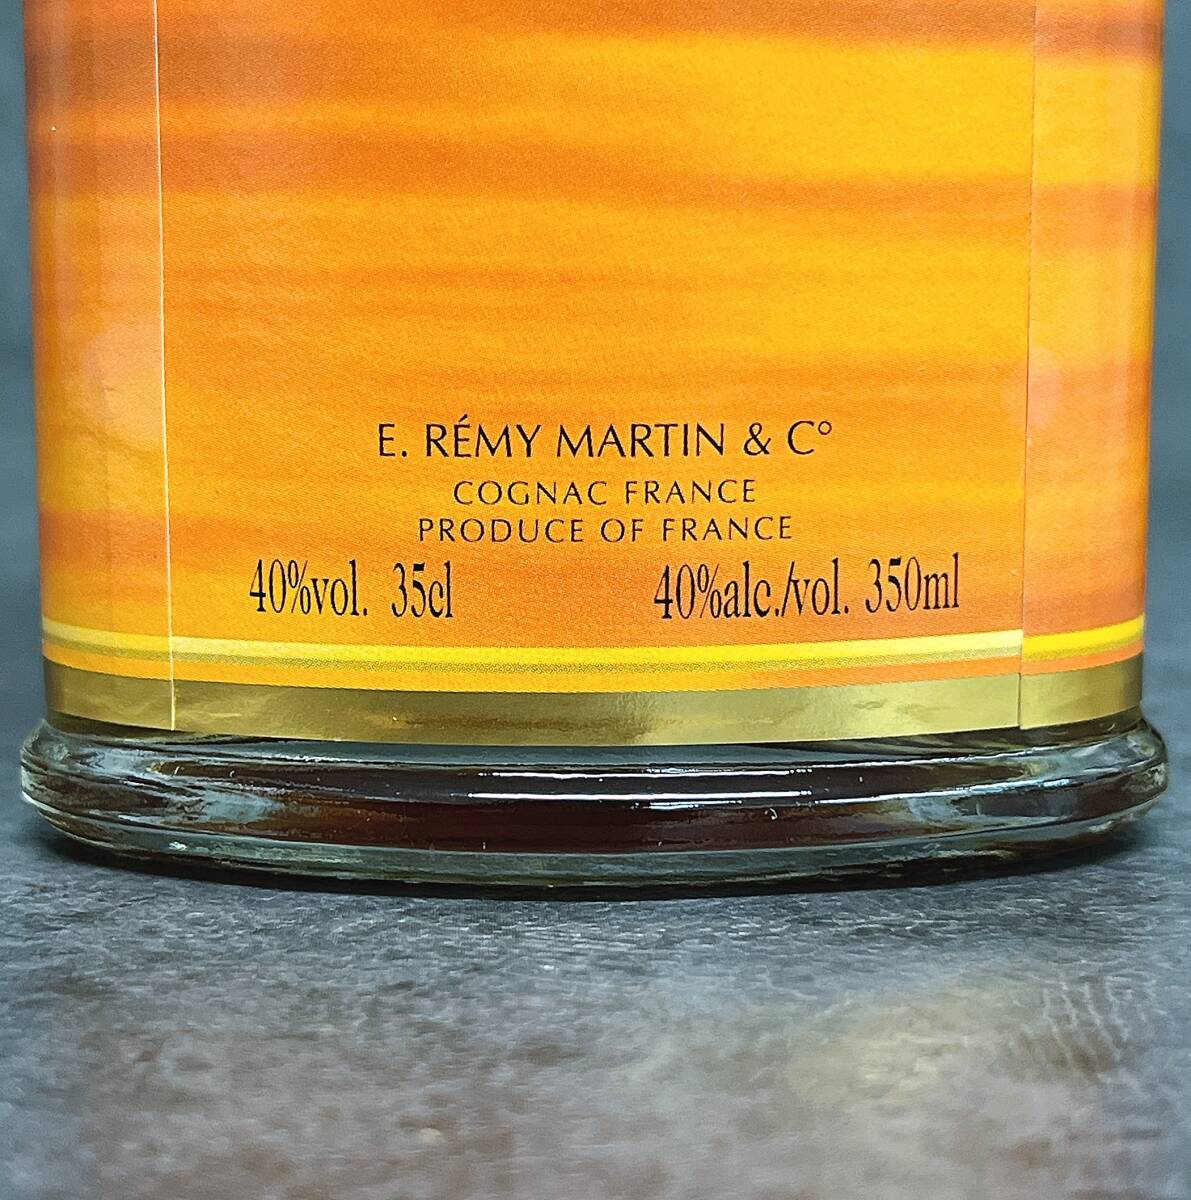 E. RÉMY MARTIN & C°
COGNAC FRANCE
PRODUCE OF FRANCE
40%vol. 35cl 40%alc./vol. 350ml